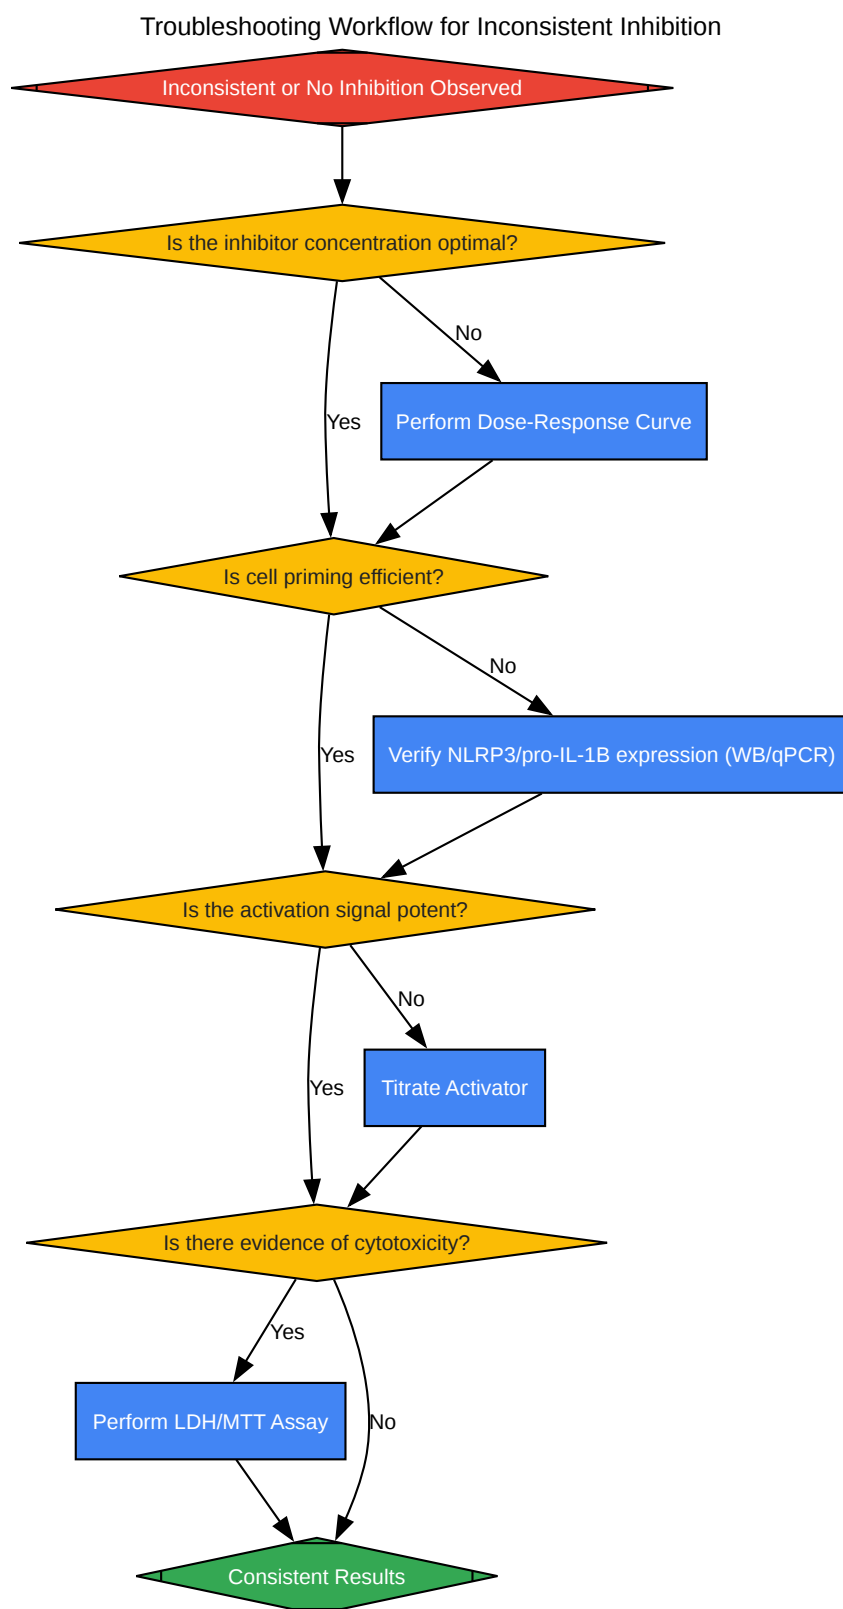 Troubleshooting Workflow for Inconsistent Inhibition
Inconsistent or No Inhibition Observed
Is the inhibitor concentration optimal?
No
Perform Dose-Response Curve
Yes
Is cell priming efficient?
No
Verify NLRP3/pro-IL-1B expression (WB/qPCR)
Yes
Is the activation signal potent?
No
Titrate Activator
Yes
Is there evidence of cytotoxicity?
Yes
Perform LDH/MTT Assay
No
Consistent Results